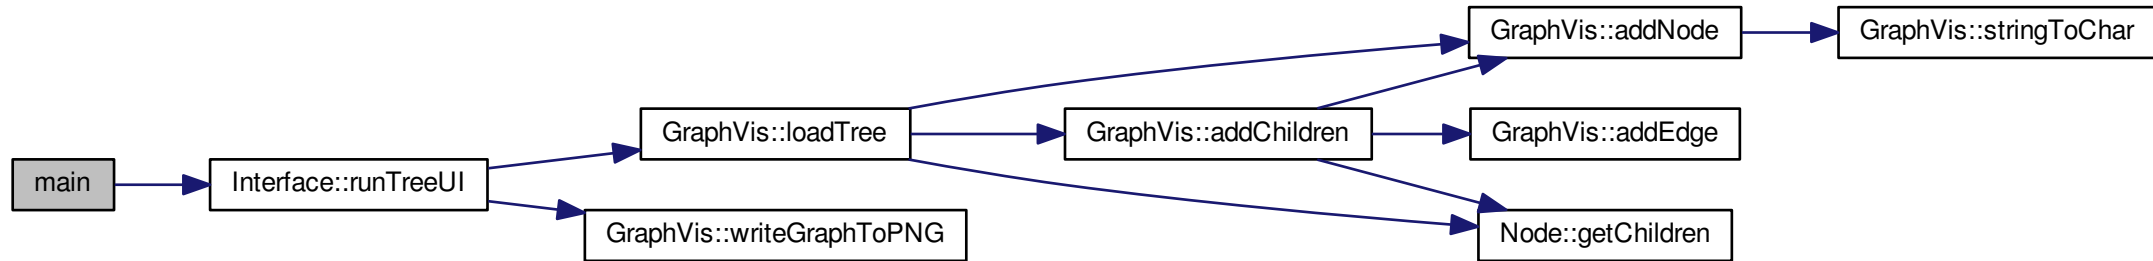 GraphVis::addNode
GraphVis::stringToChar
GraphVis::loadTree
GraphVis::addChildren
GraphVis::addEdge
main
Interface::runTreeUI
GraphVis::writeGraphToPNG
Node::getChildren